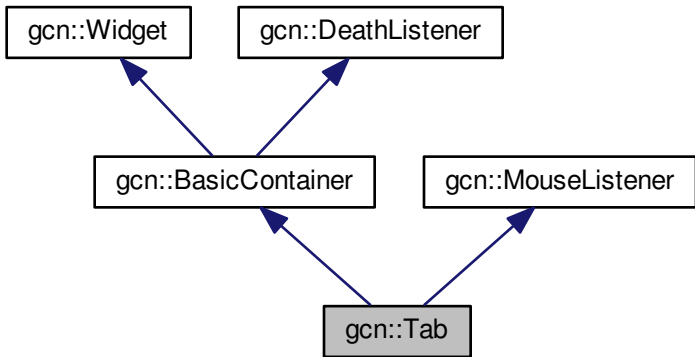 gcn::Widget
gcn::DeathListener
gcn::BasicContainer
gcn::MouseListener
gcn::Tab